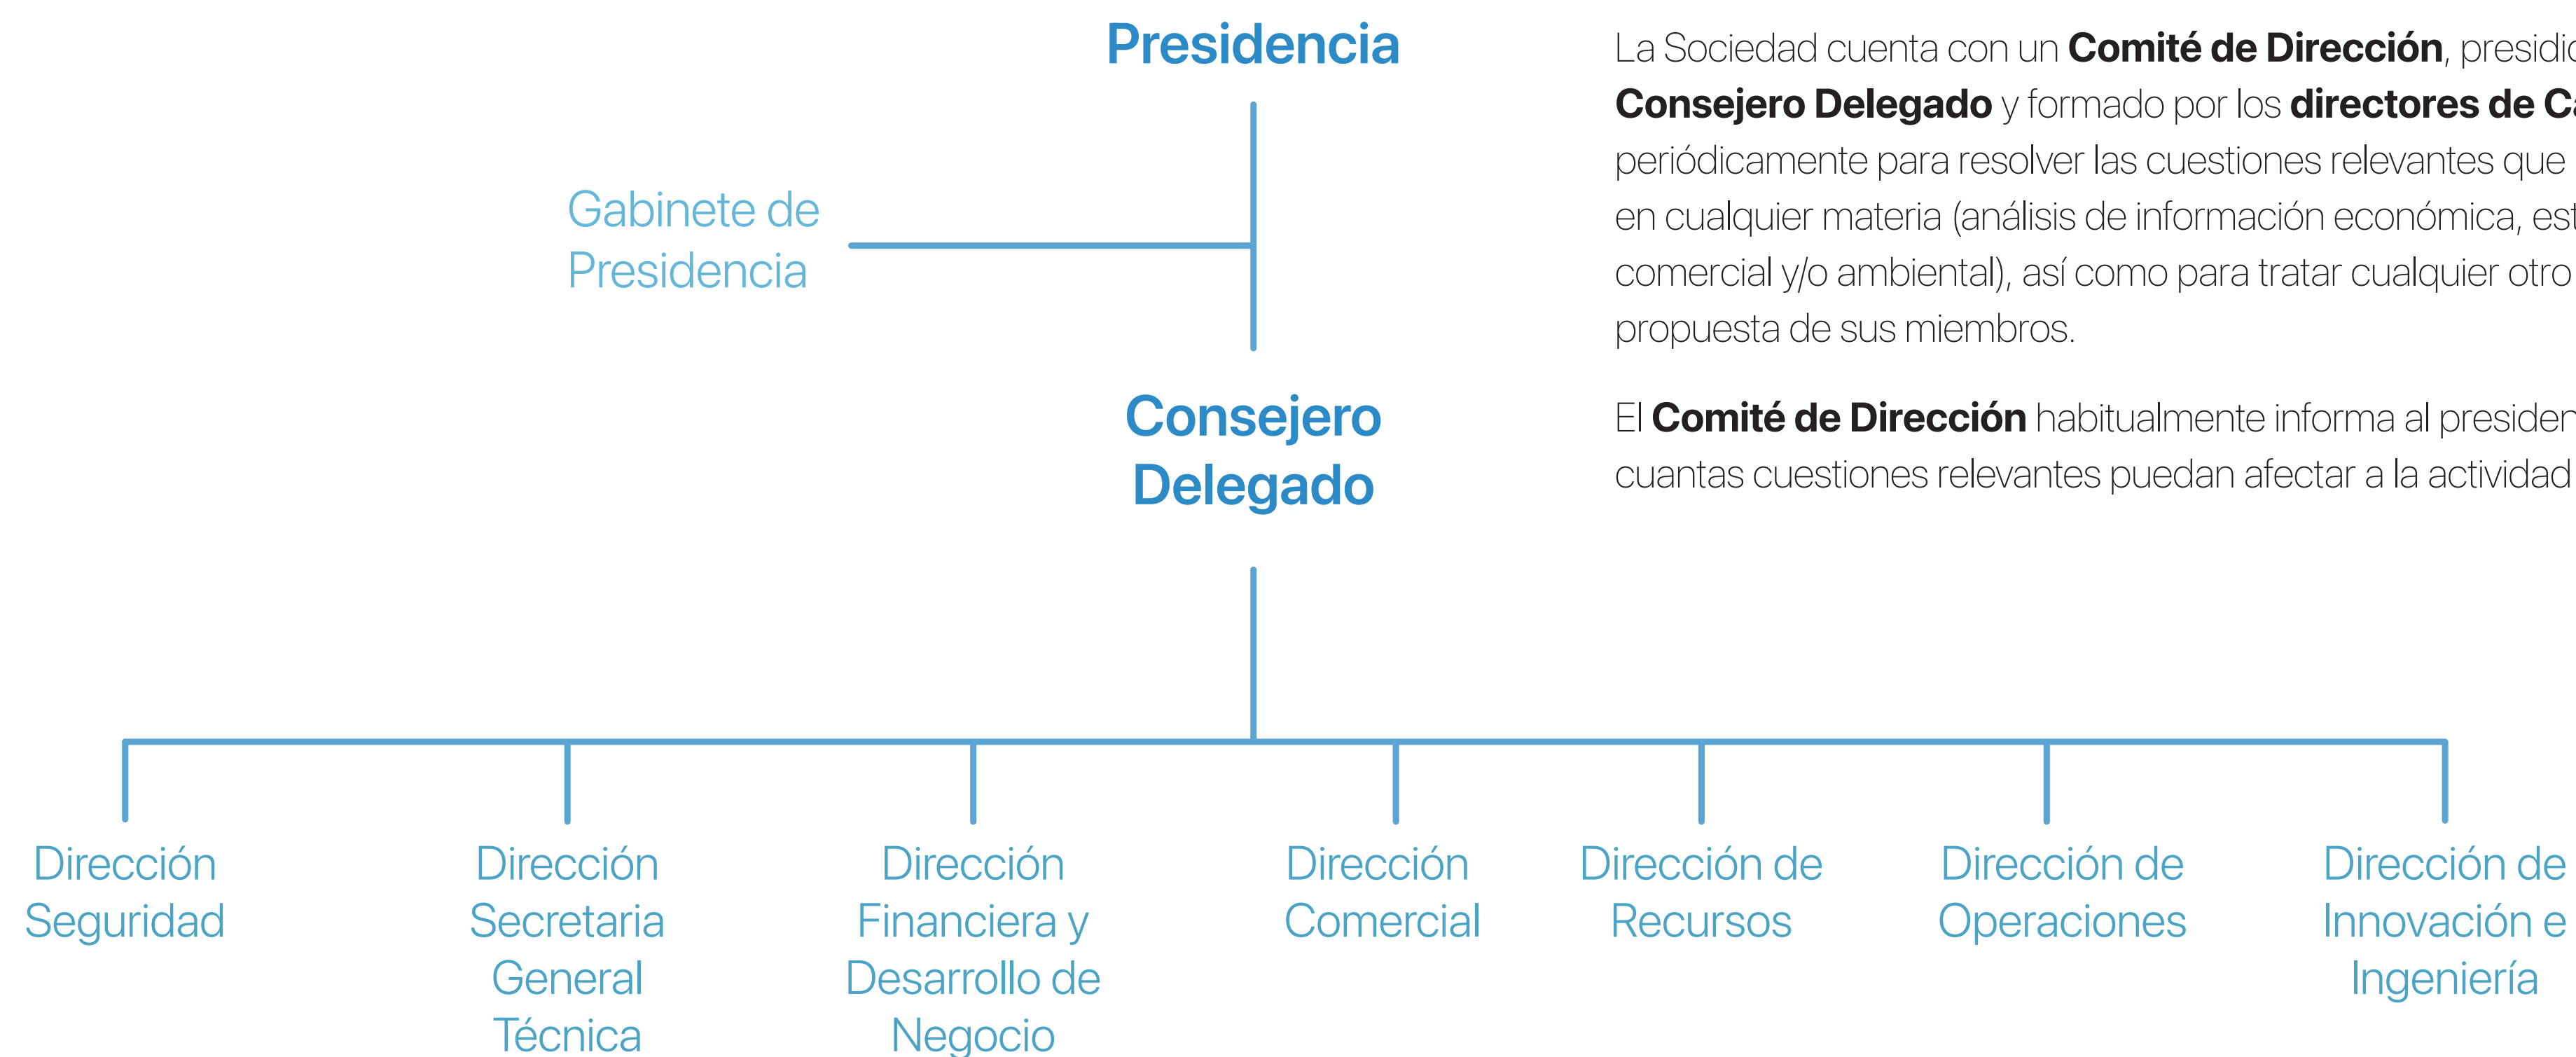 Presidencia
Gabinete de
Presidencia
Consejero
Delegado
La Sociedad cuenta con un Comité de Dirección,
Consejero Delegado y formado por los directores de
periódicamente para resolver las cuestiones relevantes que
en cualquier materia (análisis de información económica,
comercial y/o ambiental), así como para tratar cualquier otro
propuesta de sus miembros.
El Comité de Dirección habitualmente informa al
cuantas cuestiones relevantes puedan afectar a la actividad
Dirección
Seguridad
Dirección
Secretaria
General
Técnica
Dirección
Financiera y
Desarrollo de
Negocio
Dirección
Comercial
Dirección de
Recursos
Dirección de
Operaciones
Dirección de
Innovación e
Ingeniería